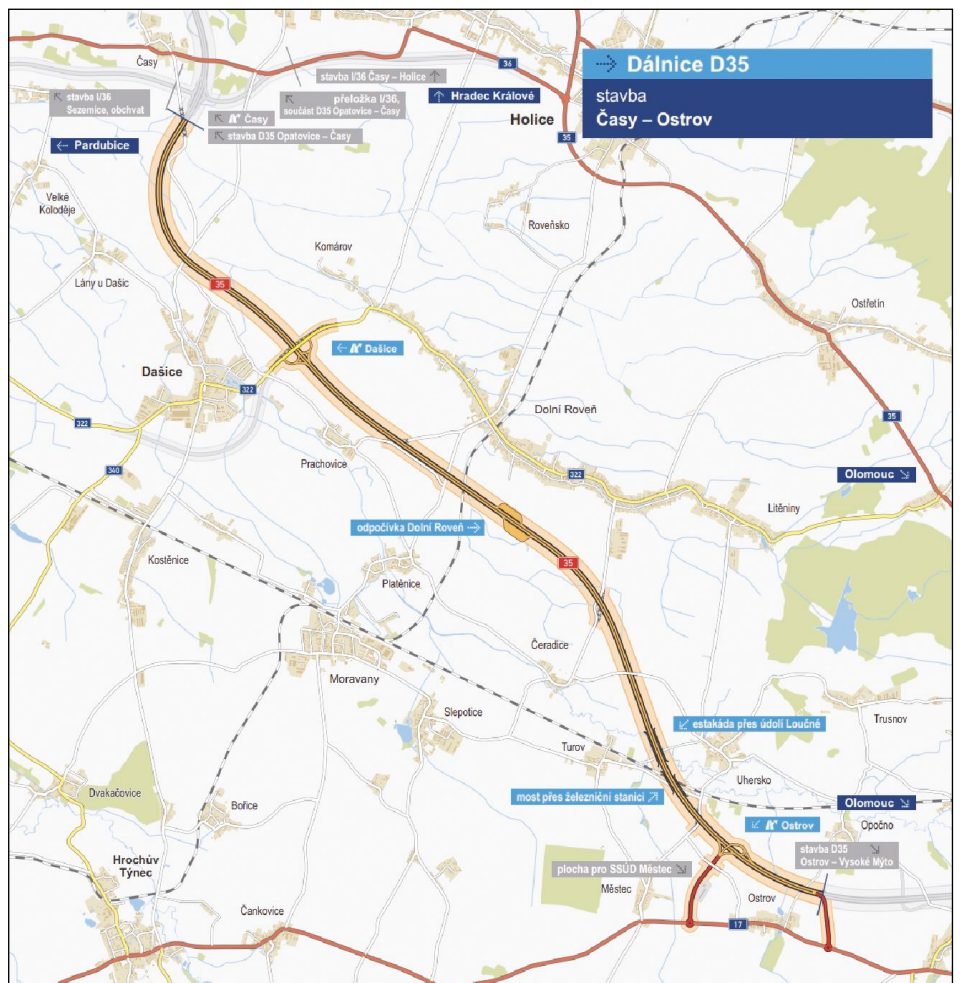 Dálnice D35
stavba
Časy – Ostrov
Časy
stavba I/36
Sezemice, obchvat
Pardubice
Časy
stavba D35 Opatovice – Časy
stavba I/36 Časy – Holice
přeložka I/36,
součást D35 Opatovice – Časy
Hradec Králové
36
Holice
35
Velké
Koloděje
Roveňsko
Komárov
Lány u Dašic
35
Ostřetín
Dašice
Dašice
322
322
Dolní Roveň
35
Prachovice
340
322
Olomouc
Litěniny
odpočívka Dolní Roveň
Kostěnice
35
Platěnice
Čeradice
Moravany
Slepotice
Trusnov
estakáda přes údolí Loučné
Turov
Uhersko
Dvakačovice
most přes železniční stanici
Olomouc
Bořice
Ostrov
Opočno
stavba D35
Ostrov – Vysoké Mýto
Hrochův
Týnec
plocha pro SSÚD Městec
Městec
Ostrov
Čankovice
17